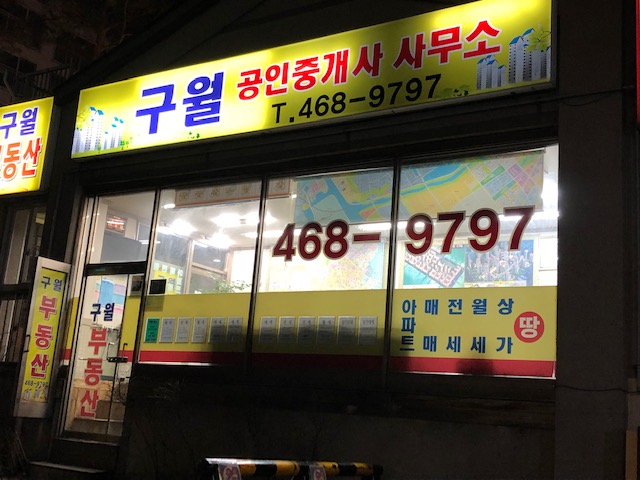 구월 공인중개사 사무소
T.468-9797
구월
부동산
468-9797
구월
부동산
468-9797
구월
부동산
아파트
매매
전세
월세
상가
땅